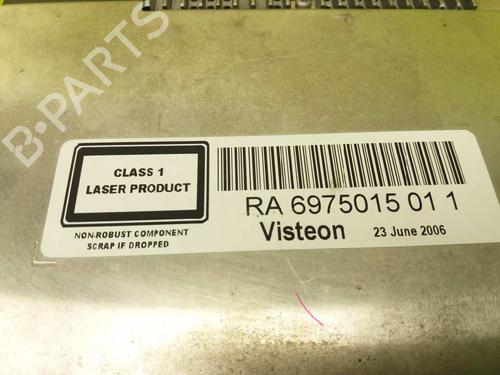 B-PARTS
CLASS 1
LASER PRODUCT
NON-ROBUST COMPONENT
SCRAP IF DROPPED
RA 6975015 01 1
Visteon 23 June 2006